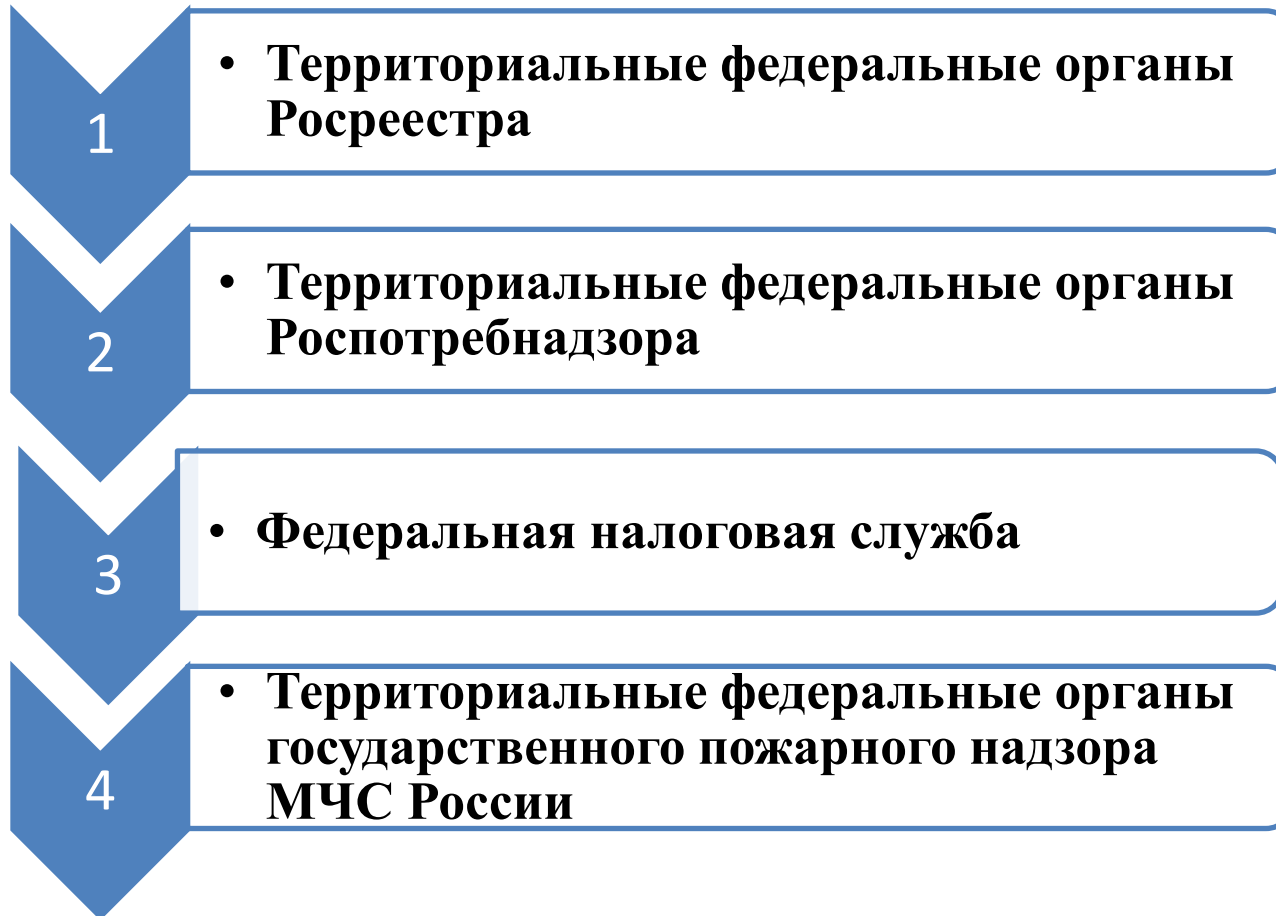 1
• Территориальные федеральные органы
Росреестра
2
• Территориальные федеральные органы
Роспотребнадзора
3
• Федеральная налоговая служба
4
• Территориальные федеральные органы
государственного пожарного надзора
МЧС России